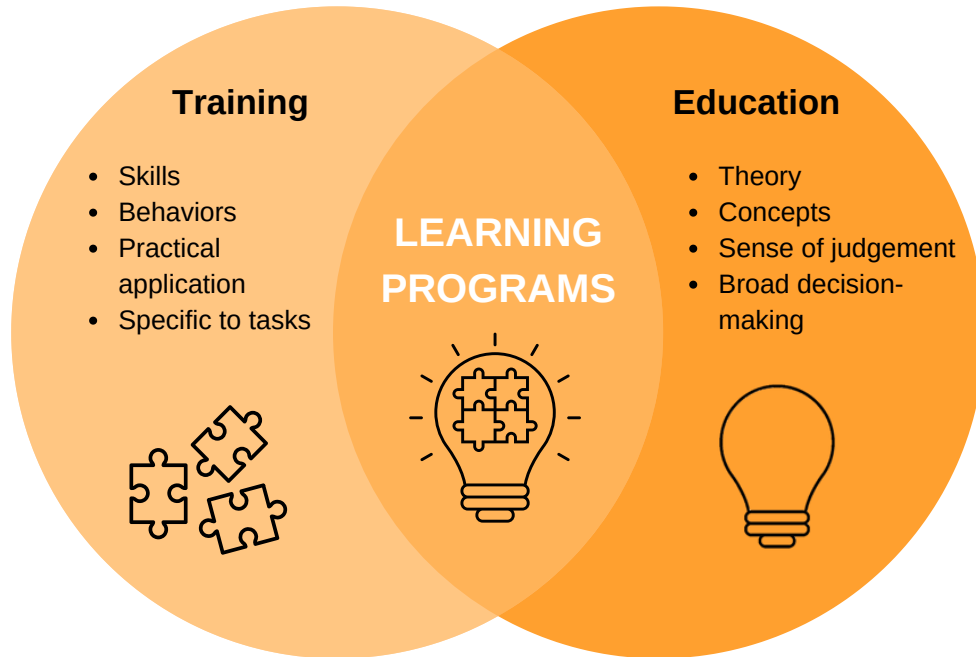 Training
• Skills
• Behaviors
• Practical
application
• Specific to tasks
LEARNING
PROGRAMS
Education
• Theory
• Concepts
• Sense of judgement
• Broad decision-
making